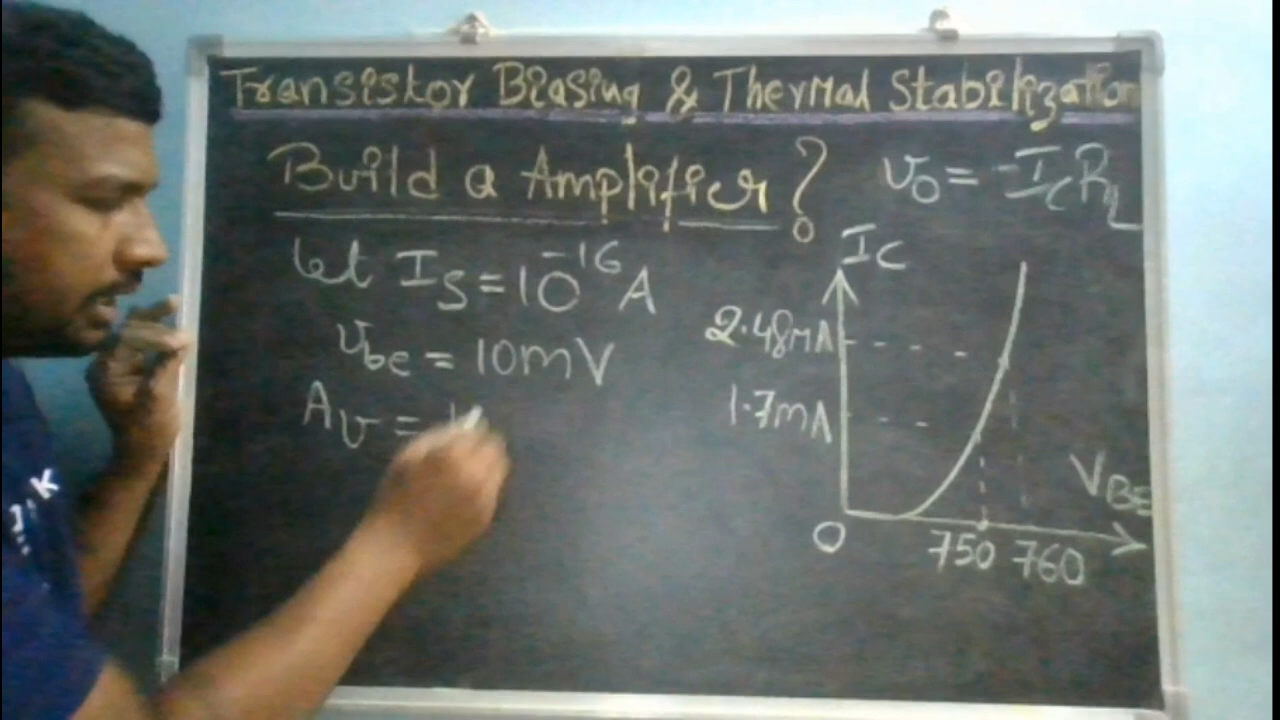 Transistor Biasing & Thermal Stabilization
Build a Amplifier?
v₀ = -I_C R_L
let I_S = 10⁻¹⁶ A
v_be = 10mV
A_v =
I_C
2.48mA
1.7mA
V_BE
0
750 760